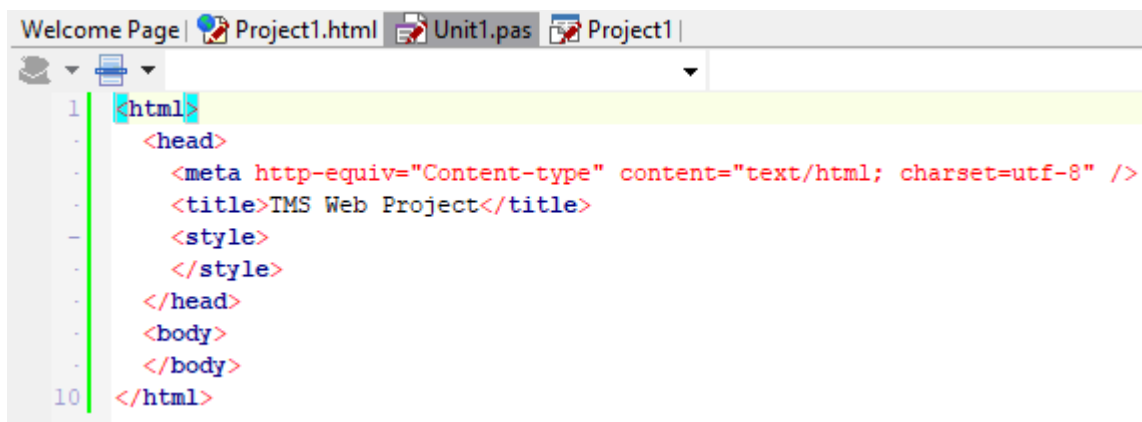 Welcome Page | Project1.html Unit1.pas Project1 |
1 <html>
<head>
<meta http-equiv="Content-type" content="text/html; charset=utf-8" />
<title>TMS Web Project</title>
<style>
</style>
</head>
<body>
</body>
10 </html>